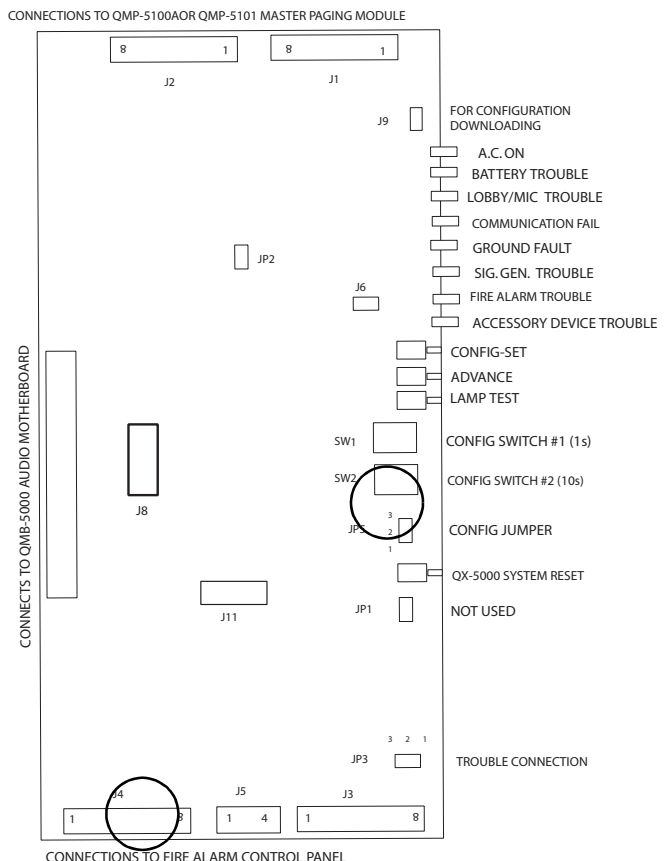 CONNECTIONS TO QMP-5100AOR QMP-5101 MASTER PAGING MODULE
8 1
8 1
J2
J1
J9
FOR CONFIGURATION
DOWNLOADING
A.C. ON
BATTERY TROUBLE
LOBBY/MIC TROUBLE
COMMUNICATION FAIL
GROUND FAULT
JP2
SIG. GEN. TROUBLE
J6
FIRE ALARM TROUBLE
ACCESSORY DEVICE TROUBLE
CONFIG-SET
ADVANCE
LAMP TEST
CONNECTS TO QMB-5000 AUDIO MOTHERBOARD
SW1
CONFIG SWITCH #1 (1s)
SW2
CONFIG SWITCH #2 (10s)
J8
3
JP5
2
CONFIG JUMPER
1
QX-5000 SYSTEM RESET
J11
JP1
NOT USED
3 2 1
JP3
TROUBLE CONNECTION
J4
J5
J3
1 8
1 4
1 8
CONNECTIONS TO FIRE ALARM CONTROL PANEL